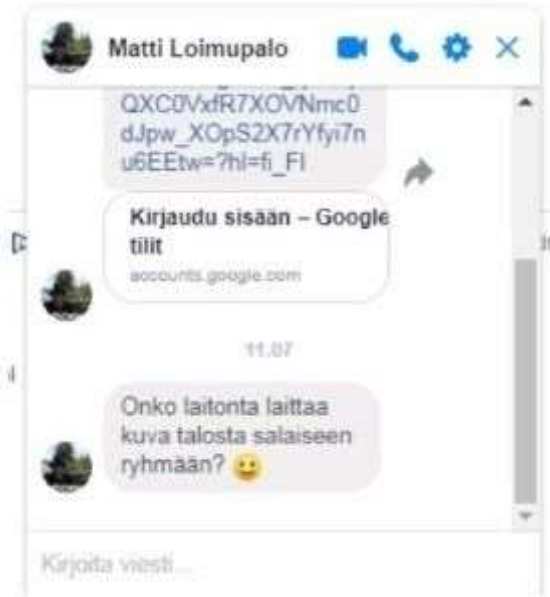 Matti Loimupalo
QXC0VxfR7XOVNmc0
dJpw_XOpS2X7rYfyi7n
u6EEtw=?hl=fi_FI
Kirjaudu sisään – Google
tilit
accounts.google.com
11.07
Onko laitonta laittaa
kuva talosta salaiseen
ryhmään? 😀
Kirjoita viesti...